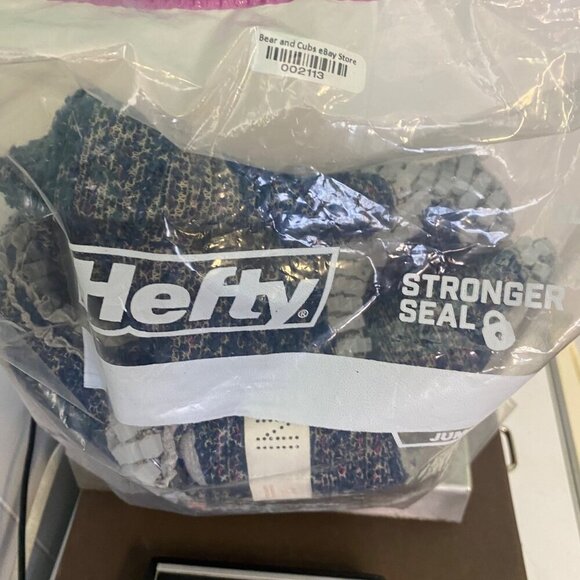 Bear and Cubs eBay Store
002113
Hefty®
STRONGER
SEAL